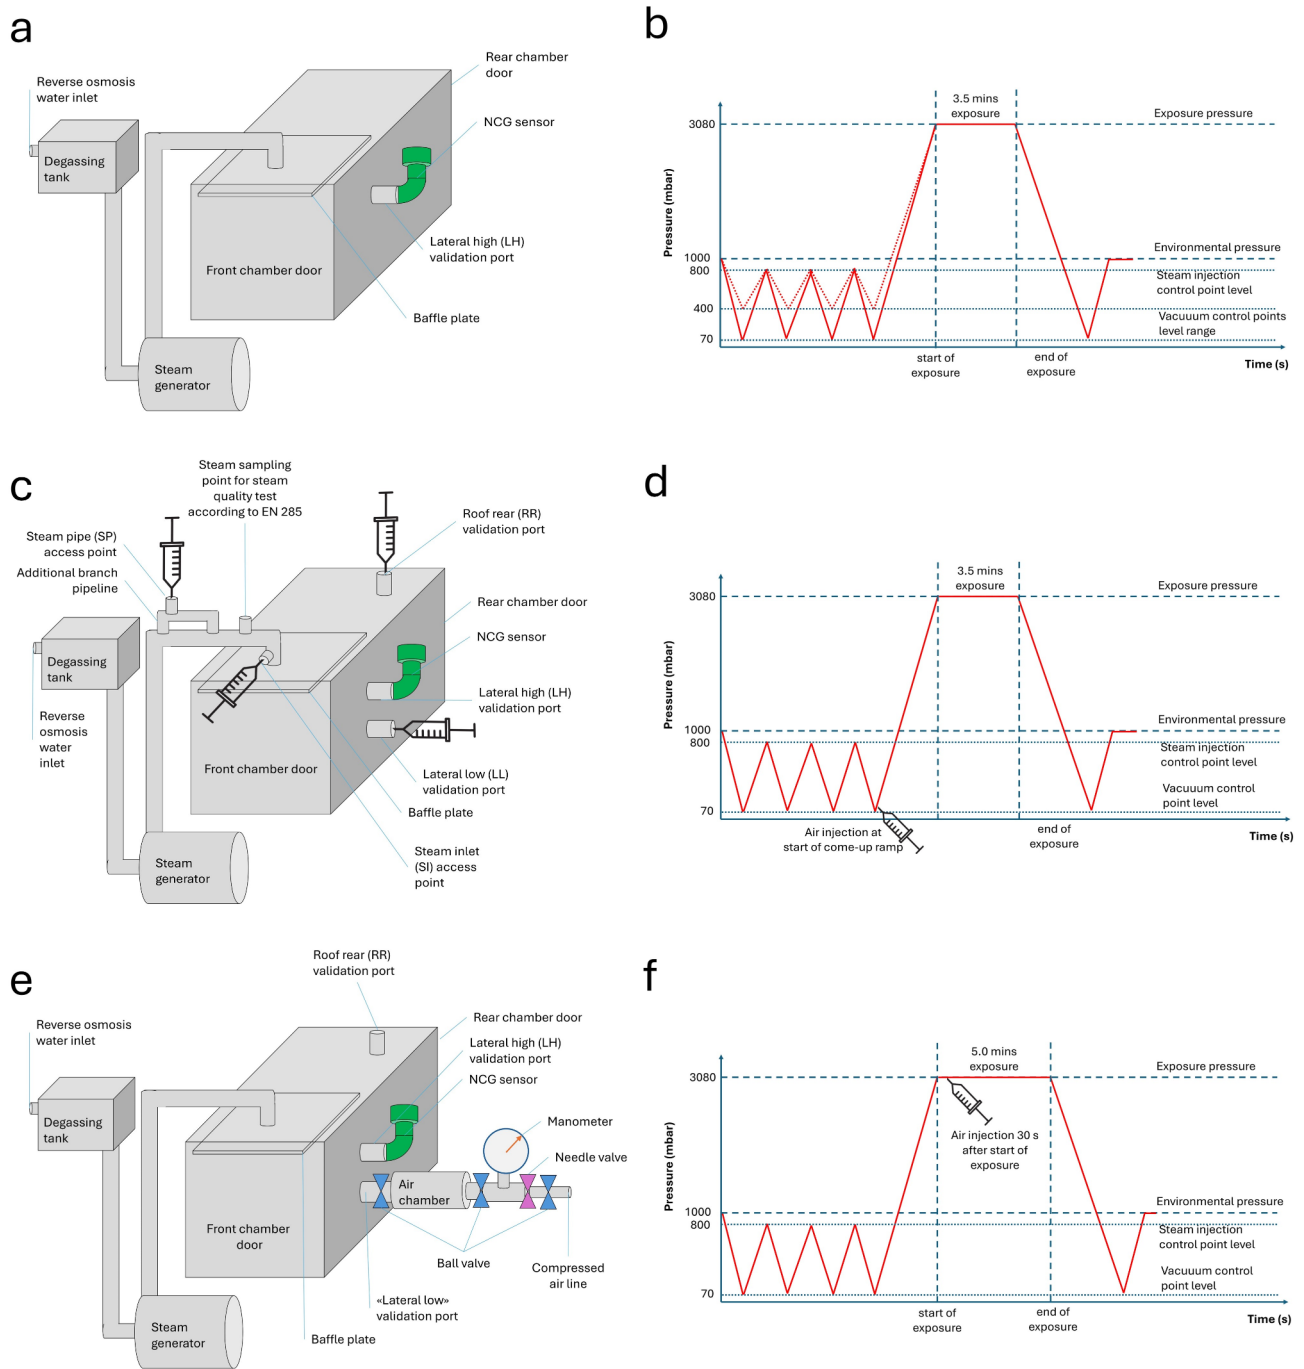 a
Rear chamber
door
Reverse osmosis
water inlet
NCG sensor
Degassing
tank
Lateral high (LH)
validation port
Front chamber door
Baffle plate
Steam
generator
b
3.5 mins
exposure
3080
Exposure pressure
Pressure (mbar)
Environmental pressure
1000
800
Steam injection
control point level
400
Vacuum control points
level range
70
start of
exposure
end of
exposure
Time (s)
c
Steam sampling
point for steam
quality test
according to EN 285
Roof rear (RR)
validation port
Steam pipe (SP)
access point
Additional branch
pipeline
Rear chamber door
NCG sensor
Degassing
tank
Lateral high (LH)
validation port
Reverse
osmosis
water
inlet
Front chamber door
Lateral low (LL)
validation port
Baffle plate
Steam inlet
(SI) access
point
Steam
generator
d
3.5 mins
exposure
3080
Exposure pressure
Pressure (mbar)
Environmental pressure
1000
800
Steam injection
control point level
Vacuum control
point level
70
Air injection at
start of come-up ramp
end of
exposure
Time (s)
e
Roof rear (RR)
validation port
Reverse osmosis
water inlet
Rear chamber door
Lateral high (LH)
validation port
NCG sensor
Degassing
tank
Manometer
Needle valve
Air
chamber
Front chamber
door
Ball valve
Compressed
air line
«Lateral low»
validation port
Baffle plate
Steam
generator
f
5.0 mins
exposure
3080
Exposure pressure
Air injection 30 s
after start of
exposure
Pressure (mbar)
Environmental pressure
1000
800
Steam injection
control point level
Vacuum control
point level
70
start of
exposure
end of
exposure
Time (s)